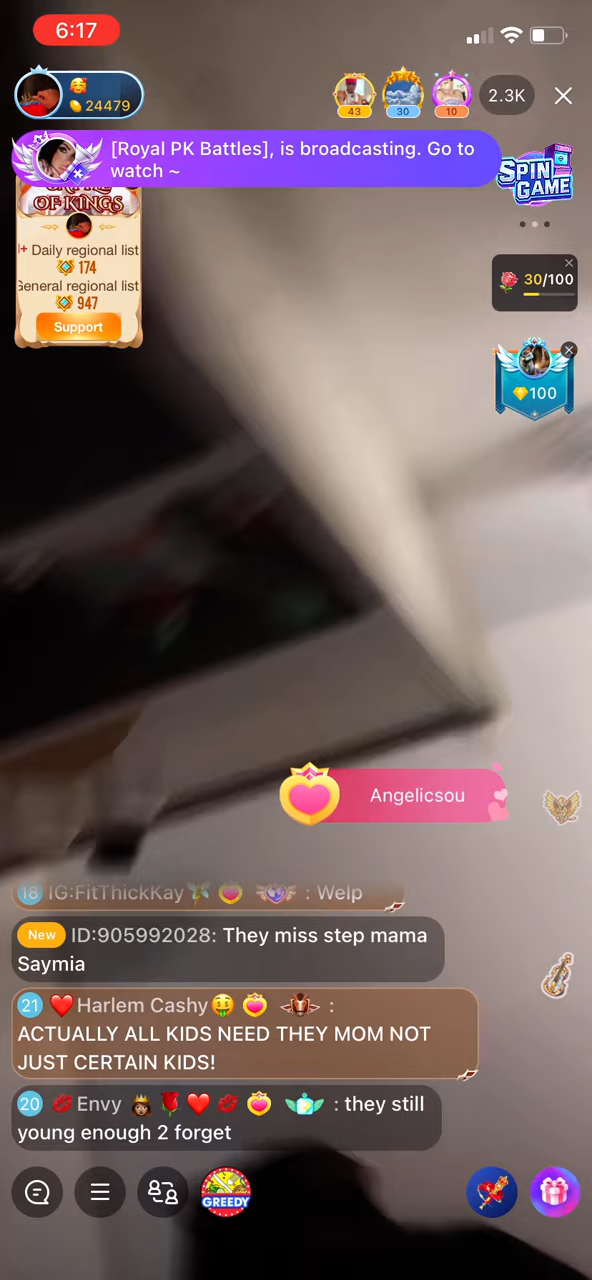 6:17
24479
43
30
10
2.3K
[Royal PK Battles], is broadcasting. Go to
watch ~
SPIN
GAME
OF KINGS
Daily regional list
174
General regional list
947
Support
30/100
100
Angelicsou
18 IG:FitThickKay : Welp
New ID:905992028: They miss step mama
Saymia
21 ❤️Harlem Cashy🤑 :
ACTUALLY ALL KIDS NEED THEY MOM NOT
JUST CERTAIN KIDS!
20 💋Envy 👸🏽🌹❤️💋 : they still
young enough 2 forget
GREEDY